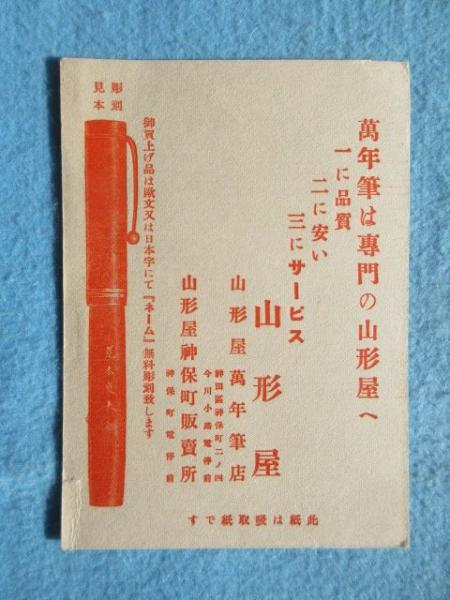 萬年筆は專門の山形屋へ
一に品質
二に安い
三にサービス
山形屋
山形屋萬年筆店
神田區神保町二ノ四
今川小路電停前
山形屋神保町販賣所
神保町電停前
御買上げ品は歐文又は日本字にて『ネーム』無料彫刻致します
彫刻
見本
此紙は吸取紙です